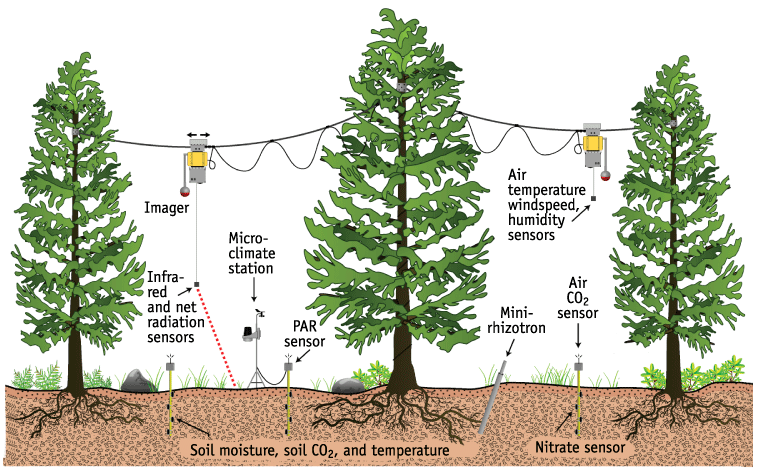 Imager
Air
temperature
windspeed,
humidity
sensors
Micro-
climate
station
Infra-
red
and net
radiation
sensors
PAR
sensor
Mini-
rhizotron
Air
CO₂
sensor
Soil moisture, soil CO₂, and temperature
Nitrate sensor